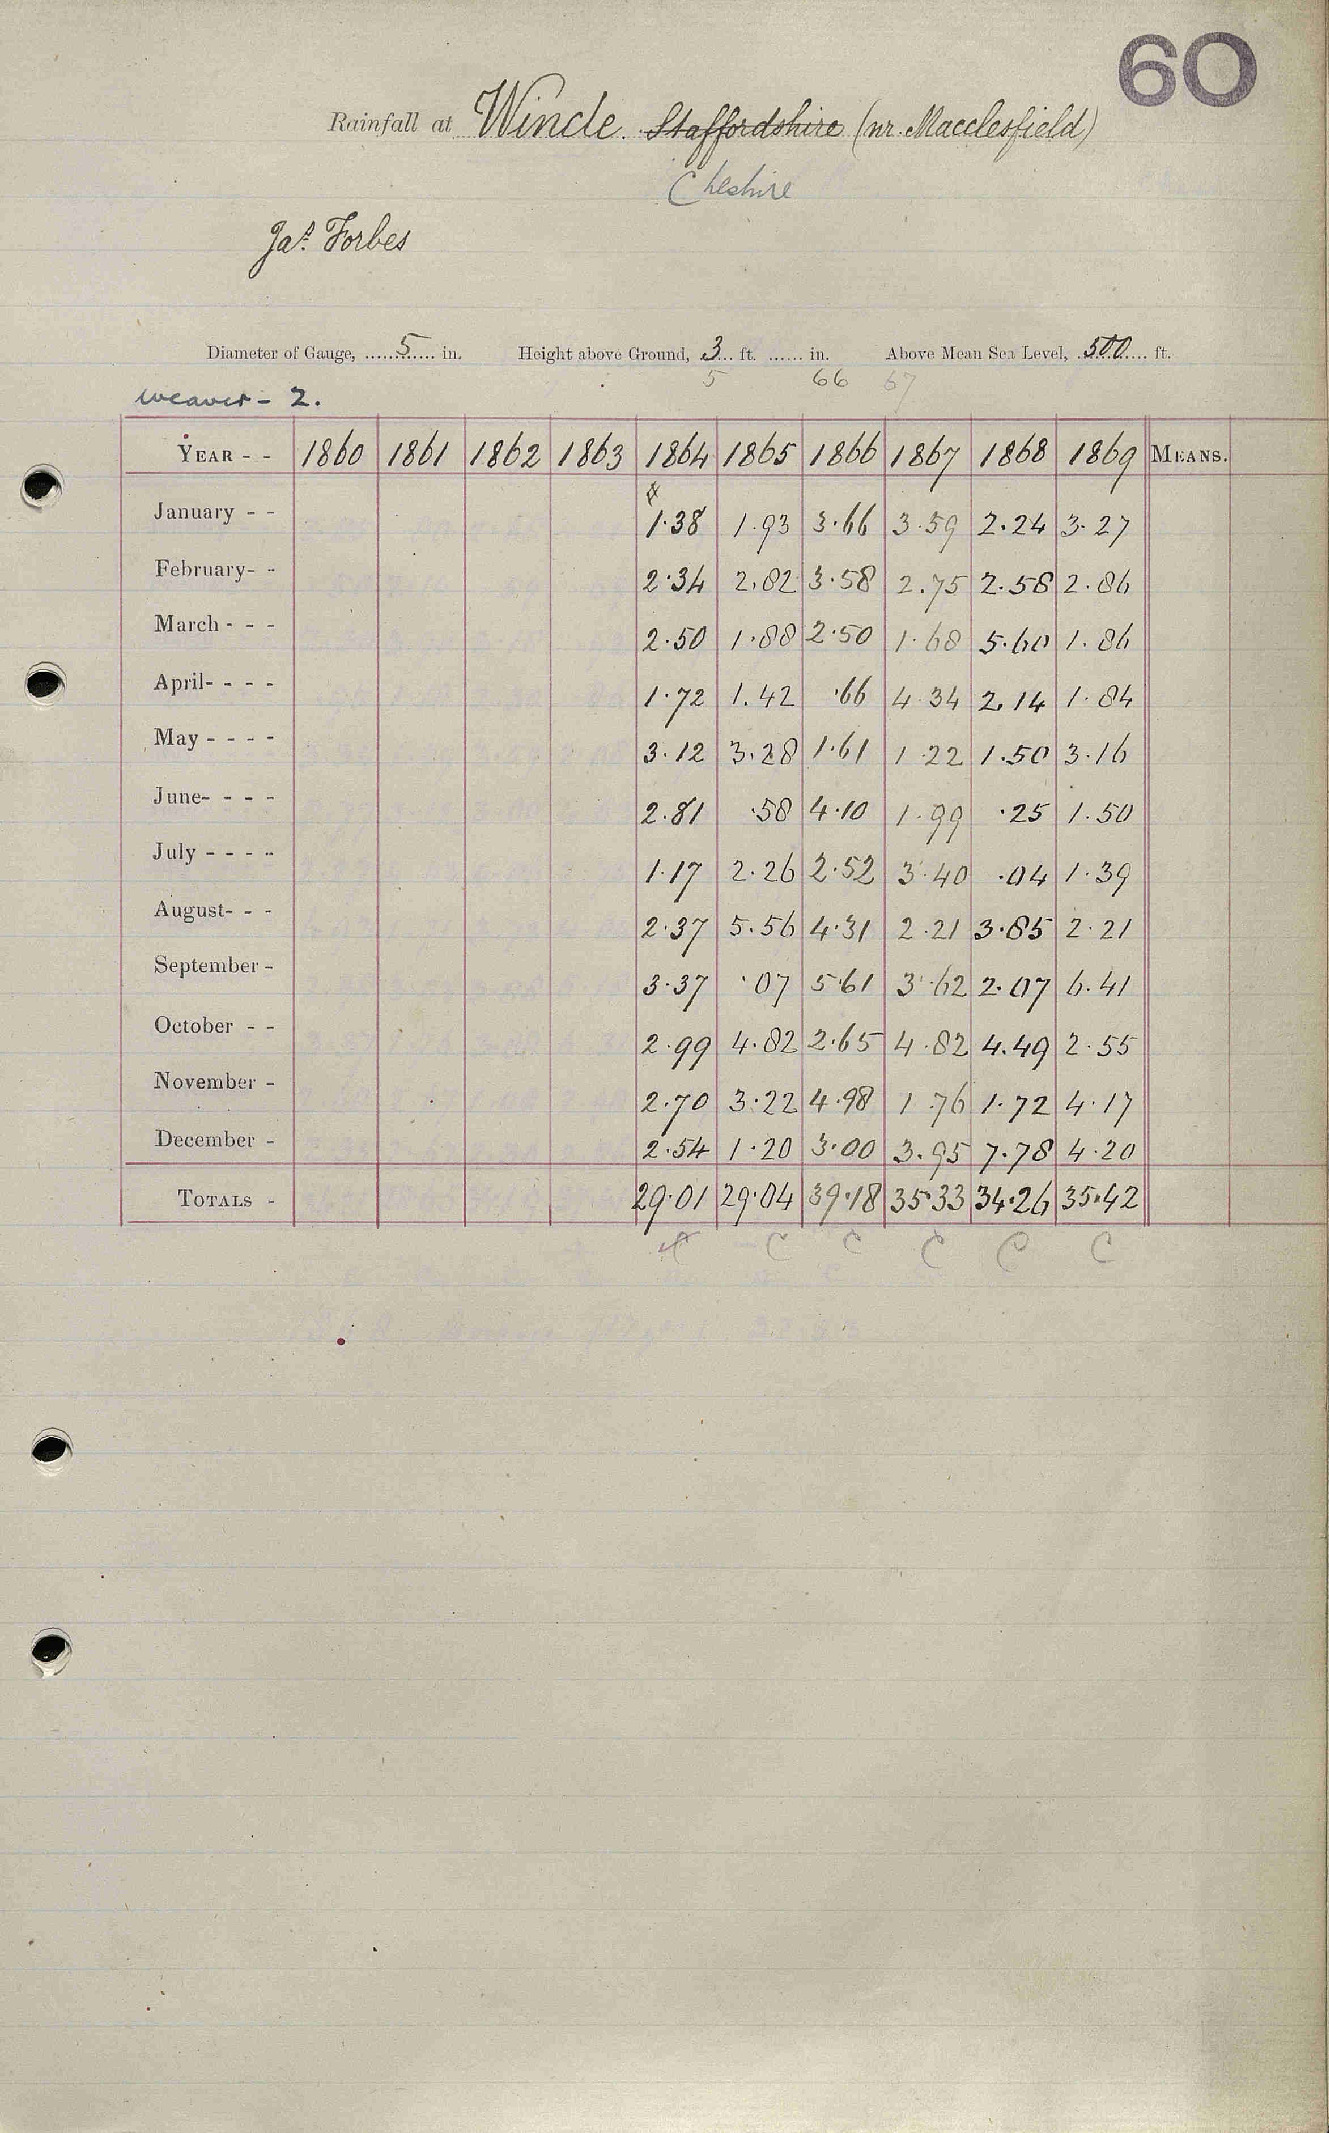 60
Rainfall at Wincle. Staffordshire (nr. Macclesfield)
Cheshire
Jas. Forbes
Diameter of Gauge, ...5... in. Height above Ground, 3.. ft. ...... in. Above Mean Sea Level, 500 ft.
5 66 67
Weaver - 2.
YEAR - - 1860 1861 1862 1863 1864 1865 1866 1867 1868 1869 MEANS.
January - - 1.38 1.93 3.66 3.59 2.24 3.27
February- - 2.34 2.82 3.58 2.75 2.58 2.86
March - - - 2.50 1.88 2.50 1.68 5.60 1.86
April- - - - 1.72 1.42 .66 4.34 2.14 1.84
May - - - - 3.12 3.28 1.61 1.22 1.50 3.16
June- - - - 2.81 .58 4.10 1.99 .25 1.50
July - - - - 1.17 2.26 2.52 3.40 .04 1.39
August- - - 2.37 5.56 4.31 2.21 3.85 2.21
September - 3.37 .07 5.61 3.62 2.07 6.41
October - - 2.99 4.82 2.65 4.82 4.49 2.55
November - 2.70 3.22 4.98 1.76 1.72 4.17
December - 2.54 1.20 3.00 3.95 7.78 4.20
TOTALS - 29.01 29.04 39.18 35.33 34.26 35.42
C C C C C C